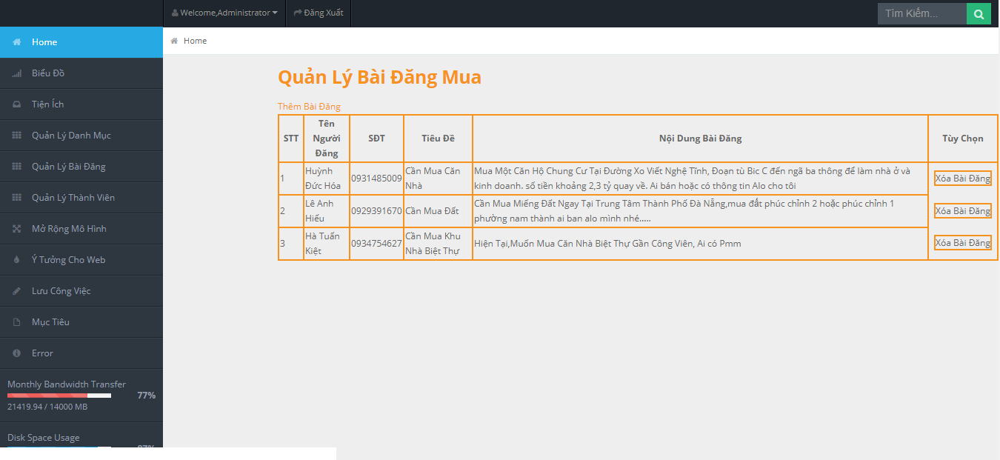 Welcome,Administrator
Đăng Xuất
Tìm Kiếm...
Home
Biểu Đồ
Tiện Ích
Quản Lý Danh Mục
Quản Lý Bài Đăng
Quản Lý Thành Viên
Mở Rộng Mô Hình
Ý Tưởng Cho Web
Lưu Công Việc
Mục Tiêu
Error
Monthly Bandwidth Transfer
77%
21419.94 / 14000 MB
Disk Space Usage
Home
Quản Lý Bài Đăng Mua
Thêm Bài Đăng
STT
Tên
Người
Đăng
SĐT
Tiêu Đề
Nội Dung Bài Đăng
Tùy Chọn
1
Huỳnh
Đức Hóa
0931485009
Cần Mua Căn
Nhà
Mua Một Căn Hộ Chung Cư Tại Đường Xo Viết Nghệ Tĩnh, Đoạn tù Bic C đến ngã ba thông để làm nhà ở và
kinh doanh. số tiền khoảng 2,3 tỷ quay về. Ai bán hoặc có thông tin Alo cho tôi
Xóa Bài Đăng
2
Lê Anh
Hiếu
0929391670
Cần Mua Đất
Cần Mua Miếng Đất Ngay Tại Trung Tâm Thành Phố Đà Nẵng,mua đất phúc chỉnh 2 hoặc phúc chỉnh 1
phường nam thành ai ban alo mình nhé.....
Xóa Bài Đăng
3
Hà Tuấn
Kiệt
0934754627
Cần Mua Khu
Nhà Biệt Thự
Hiện Tại,Muốn Mua Căn Nhà Biệt Thự Gần Công Viên, Ai có Pmm
Xóa Bài Đăng